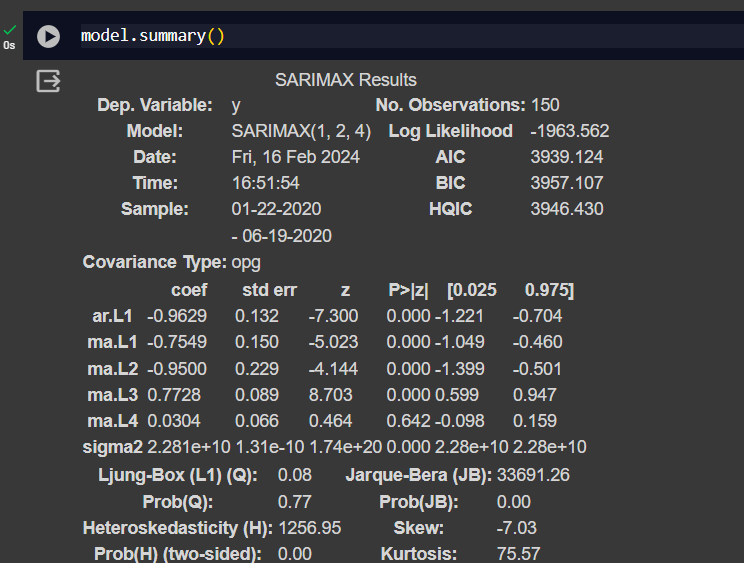 0s
model.summary()
SARIMAX Results
Dep. Variable: y No. Observations: 150
Model: SARIMAX(1, 2, 4) Log Likelihood -1963.562
Date: Fri, 16 Feb 2024 AIC 3939.124
Time: 16:51:54 BIC 3957.107
Sample: 01-22-2020 HQIC 3946.430
- 06-19-2020
Covariance Type: opg
coef std err z P>|z| [0.025 0.975]
ar.L1 -0.9629 0.132 -7.300 0.000 -1.221 -0.704
ma.L1 -0.7549 0.150 -5.023 0.000 -1.049 -0.460
ma.L2 -0.9500 0.229 -4.144 0.000 -1.399 -0.501
ma.L3 0.7728 0.089 8.703 0.000 0.599 0.947
ma.L4 0.0304 0.066 0.464 0.642 -0.098 0.159
sigma2 2.281e+10 1.31e-10 1.74e+20 0.000 2.28e+10 2.28e+10
Ljung-Box (L1) (Q): 0.08 Jarque-Bera (JB): 33691.26
Prob(Q): 0.77 Prob(JB): 0.00
Heteroskedasticity (H): 1256.95 Skew: -7.03
Prob(H) (two-sided): 0.00 Kurtosis: 75.57